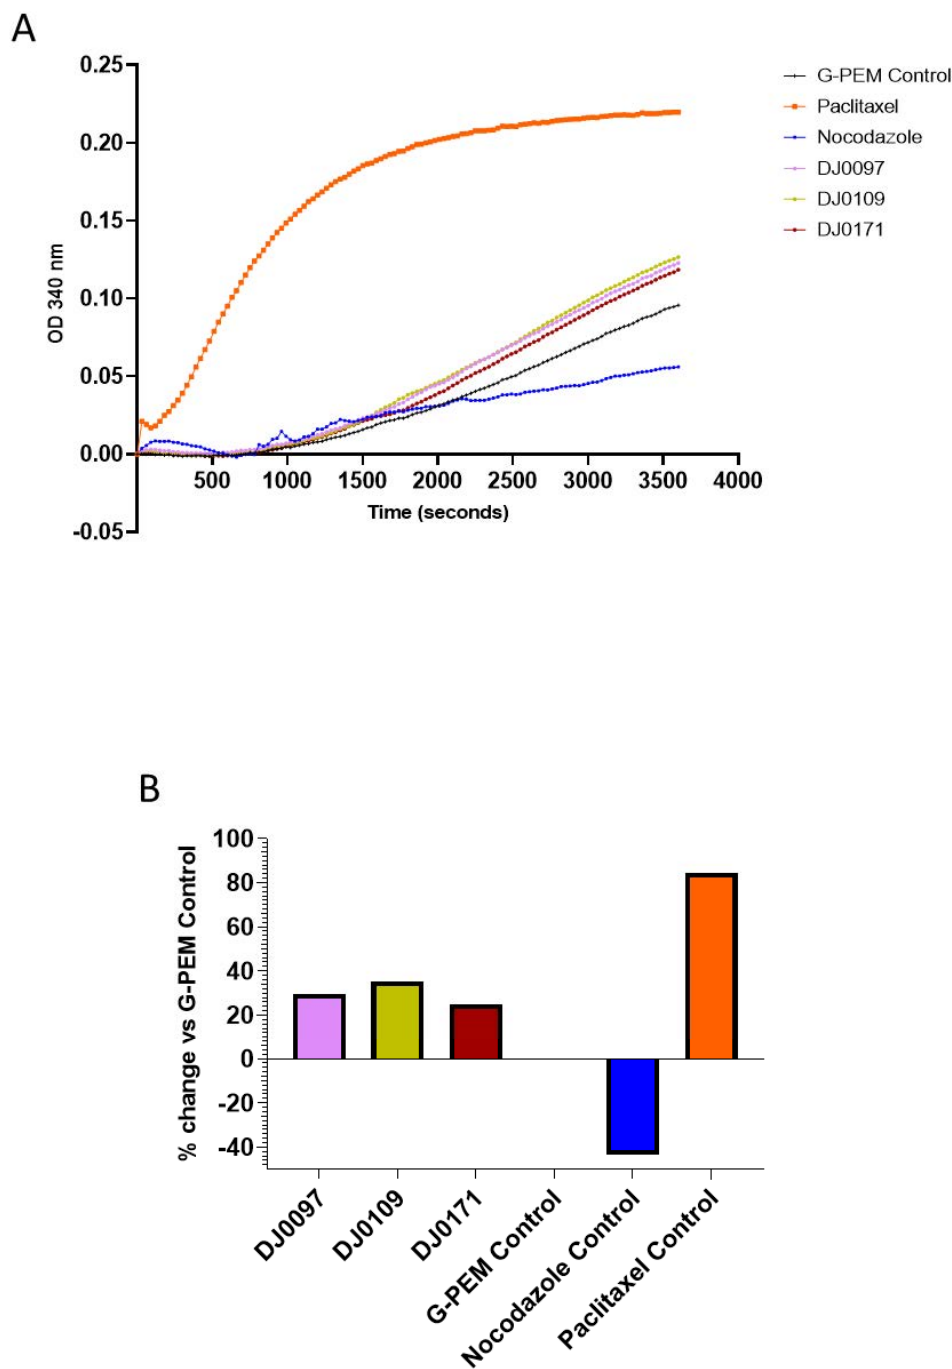 A
0.25
0.20
0.15
0.10
0.05
0.00
-0.05
OD 340 nm
500 1000 1500 2000 2500 3000 3500 4000
Time (seconds)
G-PEM Control
Paclitaxel
Nocodazole
DJ0097
DJ0109
DJ0171
B
100
80
60
40
20
0
-20
-40
% change vs G-PEM Control
DJ0097
DJ0109
DJ0171
G-PEM Control
Nocodazole Control
Paclitaxel Control